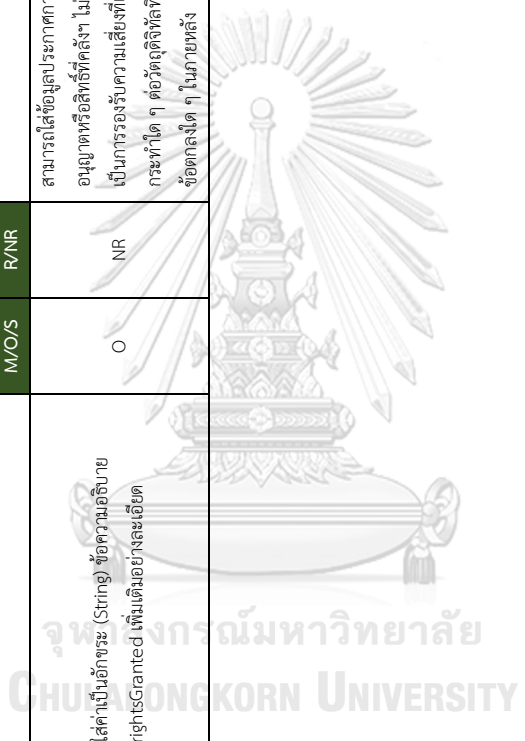 M/O/S
R/NR
ใส่ค่าเป็นอักขระ (String) ข้อความอธิบาย
rightsGranted เพิ่มเติมอย่างละเอียด
O
NR
สามารถใส่ข้อมูลประกาศ
อนุญาตหรือสิทธิ์ที่คลังฯ ไม่
เป็นการรองรับความเสี่ยงที่
กระทำใด ๆ ต่อวัตถุดิจิทัล
ข้อตกลงใด ๆ ในภายหลัง
จุฬาลงกรณ์มหาวิทยาลัย
CHULALONGKORN UNIVERSITY